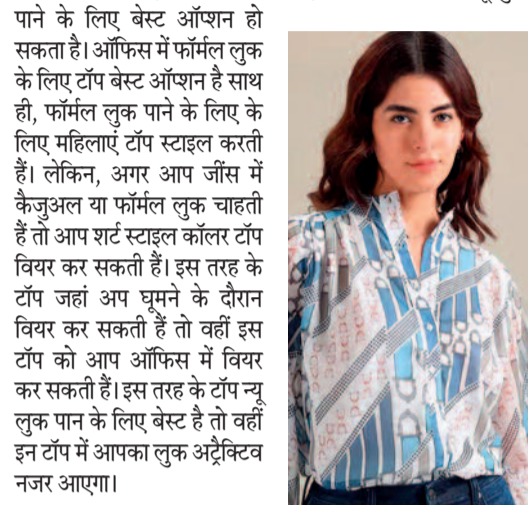 पाने के लिए बेस्ट ऑप्शन हो
सकता है। ऑफिस में फॉर्मल लुक
के लिए टॉप बेस्ट ऑप्शन है साथ
ही, फॉर्मल लुक पाने के लिए के
लिए महिलाएं टॉप स्टाइल करती
हैं। लेकिन, अगर आप जींस में
कैजुअल या फॉर्मल लुक चाहती
हैं तो आप शर्ट स्टाइल कॉलर टॉप
वियर कर सकती हैं। इस तरह के
टॉप जहां अप घूमने के दौरान
वियर कर सकती हैं तो वहीं इस
टॉप को आप ऑफिस में वियर
कर सकती हैं। इस तरह के टॉप न्यू
लुक पान के लिए बेस्ट है तो वहीं
इन टॉप में आपका लुक अट्रैक्टिव
नजर आएगा।